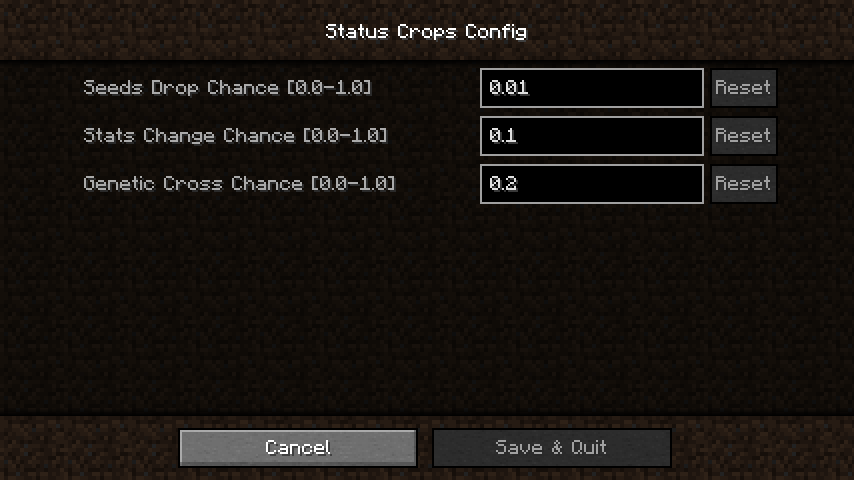 Status Crops Config
Seeds Drop Chance [0.0-1.0] 0.01 Reset
Stats Change Chance [0.0-1.0] 0.1 Reset
Genetic Cross Chance [0.0-1.0] 0.2 Reset
Cancel Save & Quit